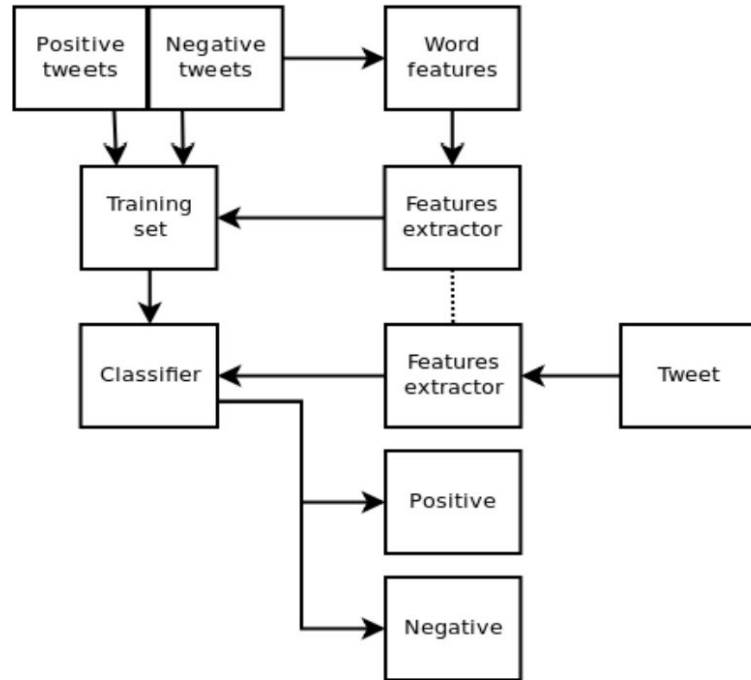 Positive
tweets
Negative
tweets
Word
features
Training
set
Features
extractor
Classifier
Features
extractor
Tweet
Positive
Negative